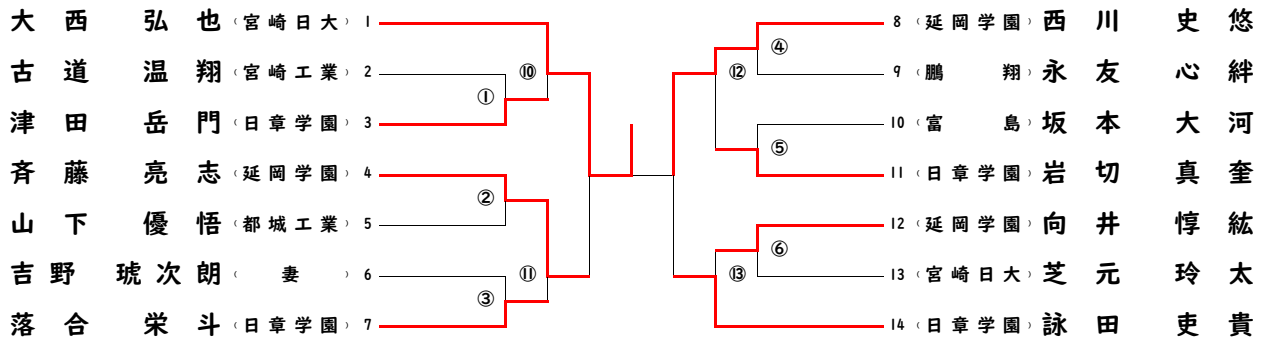 大西 弘也 (宮崎日大) 1
古道 温翔 (宮崎工業) 2
津田 岳門 (日章学園) 3
斉藤 亮志 (延岡学園) 4
山下 優悟 (都城工業) 5
吉野 琥次朗 (妻) 6
落合 栄斗 (日章学園) 7
①
②
③
⑩
⑪
④
⑤
⑥
⑫
⑬
8 (延岡学園) 西川 史悠
9 (鵬翔) 永友 心絆
10 (富島) 坂本 大河
11 (日章学園) 岩切 真奎
12 (延岡学園) 向井 惇紘
13 (宮崎日大) 芝元 玲太
14 (日章学園) 詠田 吏貴